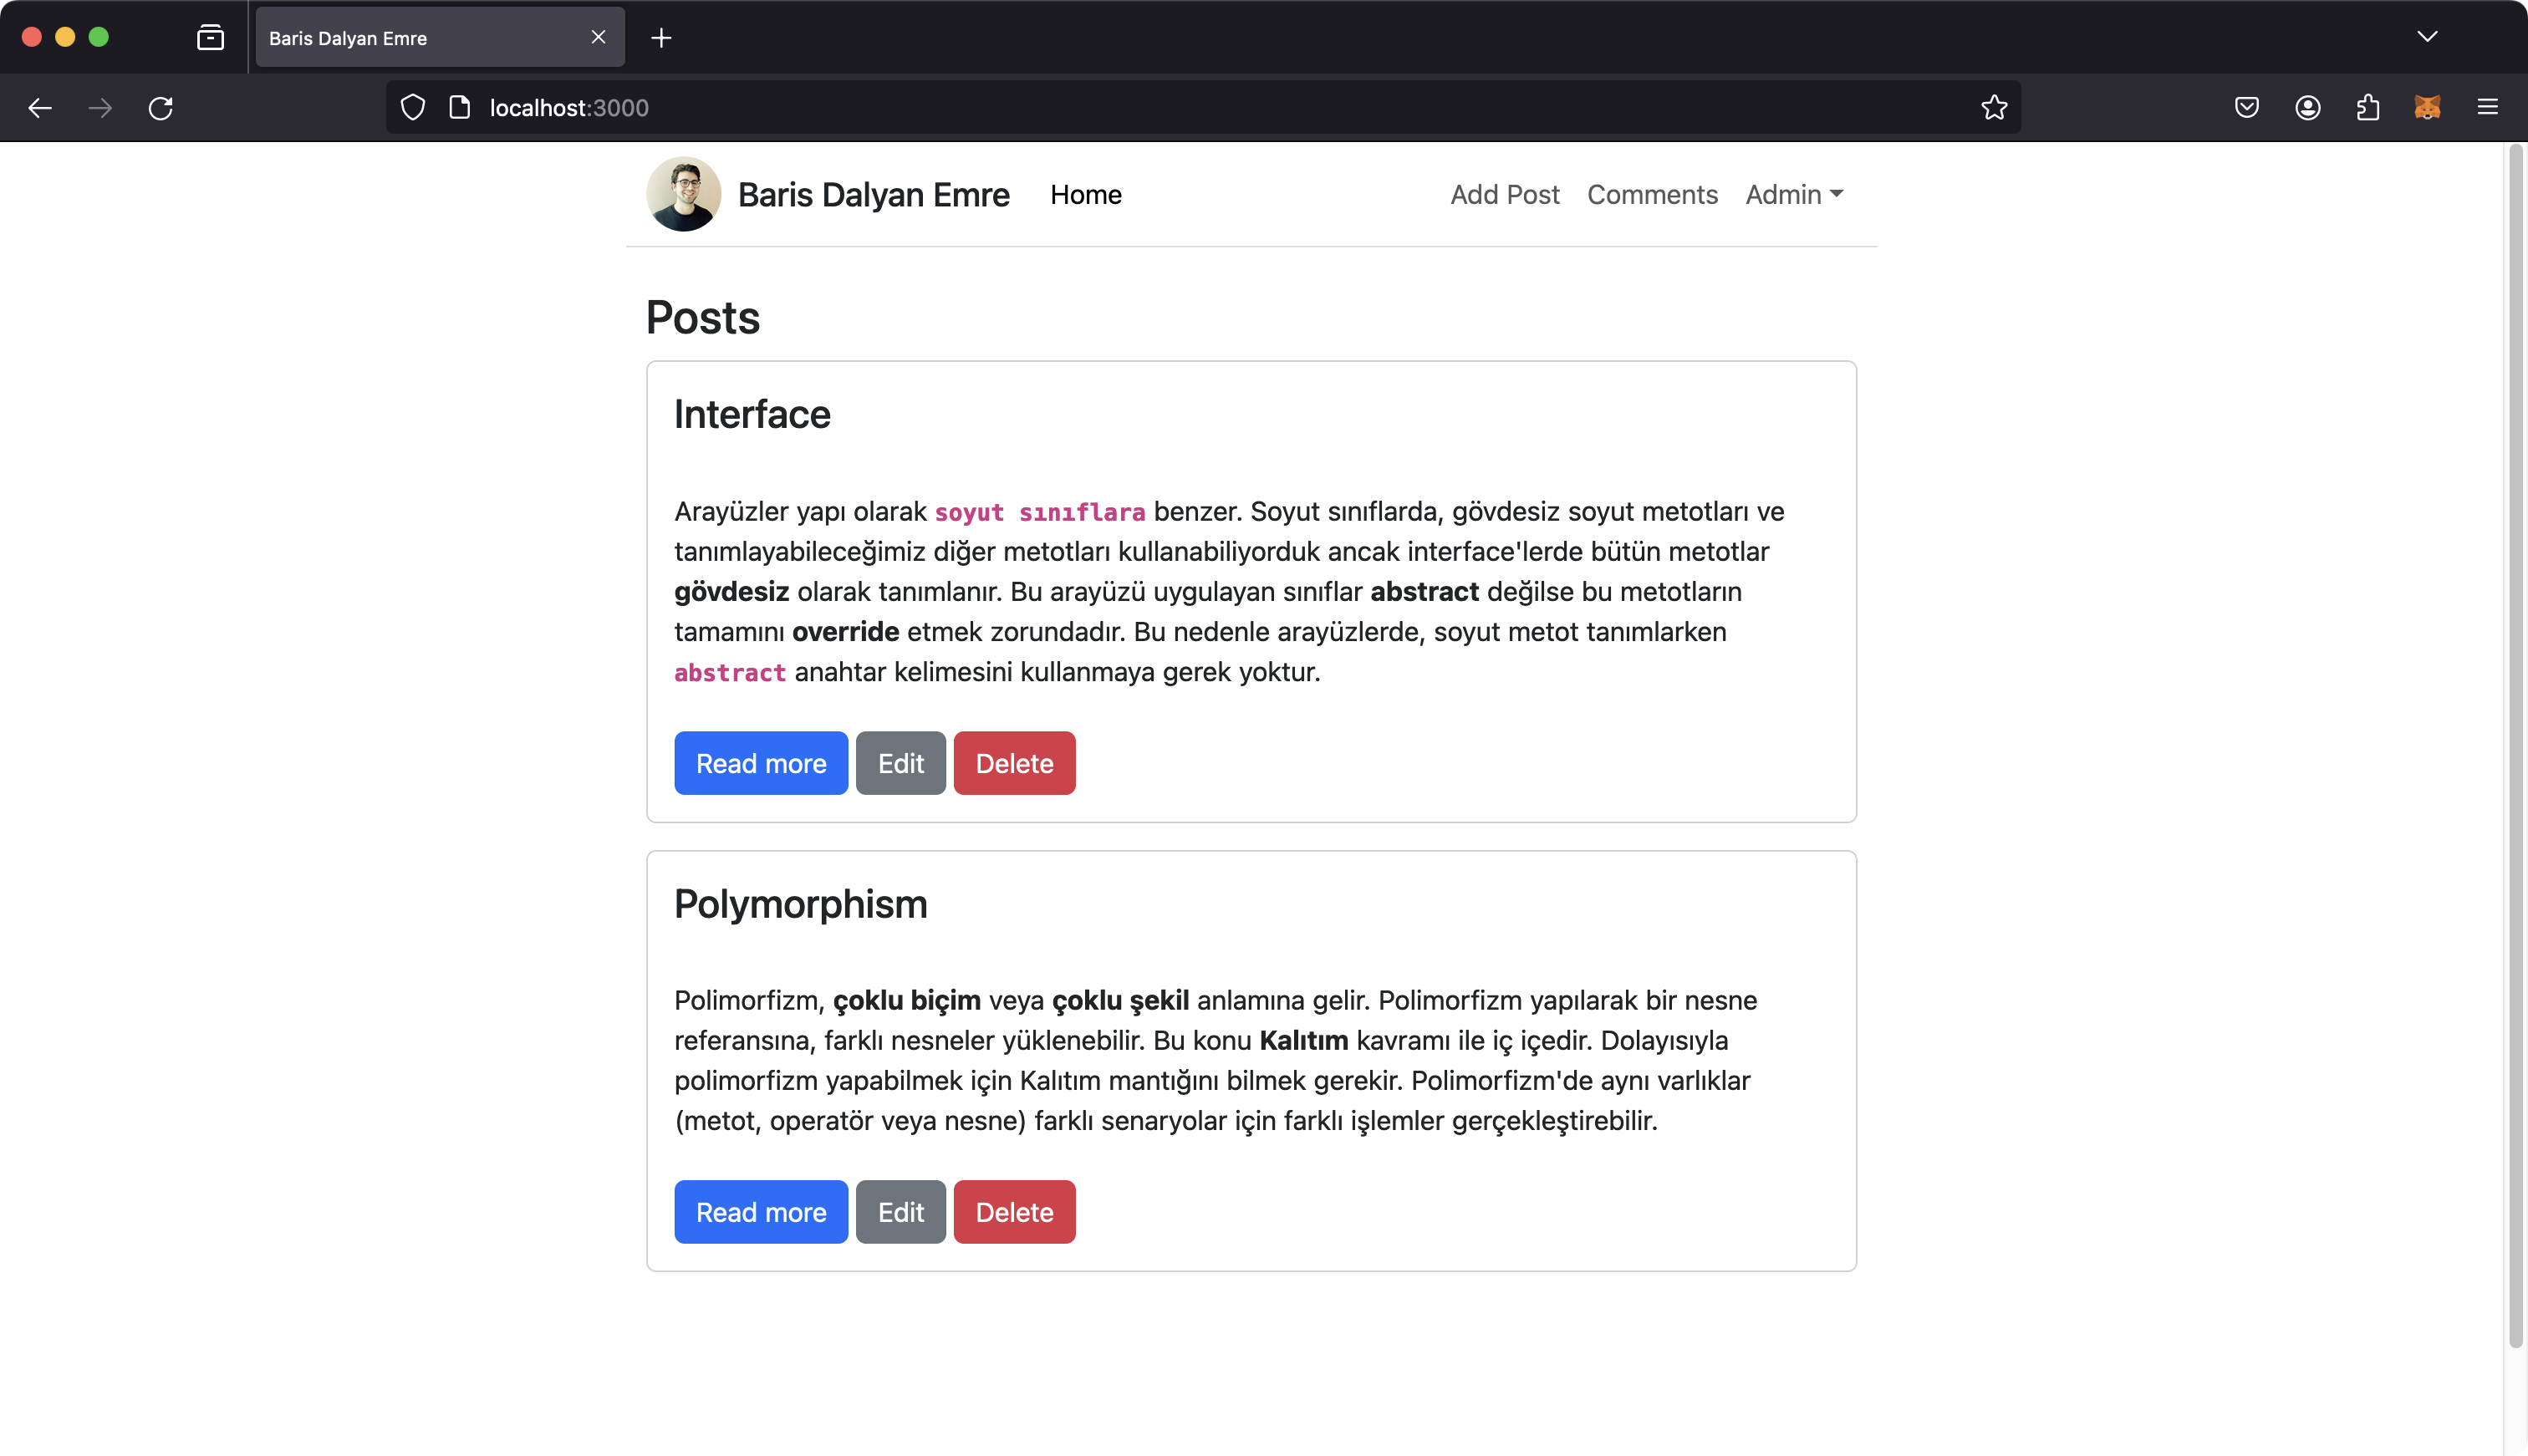 Baris Dalyan Emre
localhost:3000
Baris Dalyan Emre
Home
Add Post
Comments
Admin
Posts
Interface
Arayüzler yapı olarak soyut sınıflara benzer. Soyut sınıflarda, gövdesiz soyut metotları ve
tanımlayabileceğimiz diğer metotları kullanabiliyorduk ancak interface'lerde bütün metotlar
gövdesiz olarak tanımlanır. Bu arayüzü uygulayan sınıflar abstract değilse bu metotların
tamamını override etmek zorundadır. Bu nedenle arayüzlerde, soyut metot tanımlarken
abstract anahtar kelimesini kullanmaya gerek yoktur.
Read more
Edit
Delete
Polymorphism
Polimorfizm, çoklu biçim veya çoklu şekil anlamına gelir. Polimorfizm yapılarak bir nesne
referansına, farklı nesneler yüklenebilir. Bu konu Kalıtım kavramı ile iç içedir. Dolayısıyla
polimorfizm yapabilmek için Kalıtım mantığını bilmek gerekir. Polimorfizm'de aynı varlıklar
(metot, operatör veya nesne) farklı senaryolar için farklı işlemler gerçekleştirebilir.
Read more
Edit
Delete